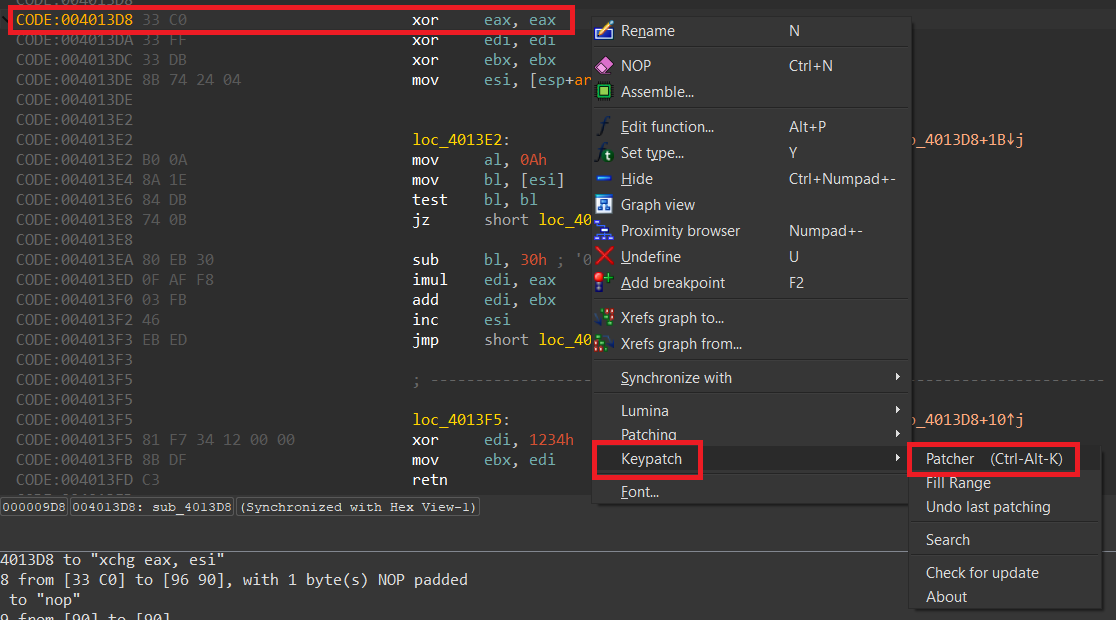 CODE:004013D8
CODE:004013D8 33 C0 xor eax, eax
CODE:004013DA 33 FF xor edi, edi
CODE:004013DC 33 DB xor ebx, ebx
CODE:004013DE 8B 74 24 04 mov esi, [esp+ar
CODE:004013DE
CODE:004013E2
CODE:004013E2 loc_4013E2: p_4013D8+1B↓j
CODE:004013E2 B0 0A mov al, 0Ah
CODE:004013E4 8A 1E mov bl, [esi]
CODE:004013E6 84 DB test bl, bl
CODE:004013E8 74 0B jz short loc_40
CODE:004013E8
CODE:004013EA 80 EB 30 sub bl, 30h ; '0
CODE:004013ED 0F AF F8 imul edi, eax
CODE:004013F0 03 FB add edi, ebx
CODE:004013F2 46 inc esi
CODE:004013F3 EB ED jmp short loc_40
CODE:004013F3
CODE:004013F5 ; ------------------
CODE:004013F5
CODE:004013F5 loc_4013F5: p_4013D8+10↑j
CODE:004013F5 81 F7 34 12 00 00 xor edi, 1234h
CODE:004013FB 8B DF mov ebx, edi
CODE:004013FD C3 retn
000009D8 004013D8: sub_4013D8 (Synchronized with Hex View-1)
4013D8 to "xchg eax, esi"
8 from [33 C0] to [96 90], with 1 byte(s) NOP padded
to "nop"
9 from [90] to [90]
Rename N
NOP Ctrl+N
Assemble...
Edit function... Alt+P
Set type... Y
Hide Ctrl+Numpad+-
Graph view
Proximity browser Numpad+-
Undefine U
Add breakpoint F2
Xrefs graph to...
Xrefs graph from...
Synchronize with
Lumina
Patching
Keypatch
Font...
Patcher (Ctrl-Alt-K)
Fill Range
Undo last patching
Search
Check for update
About